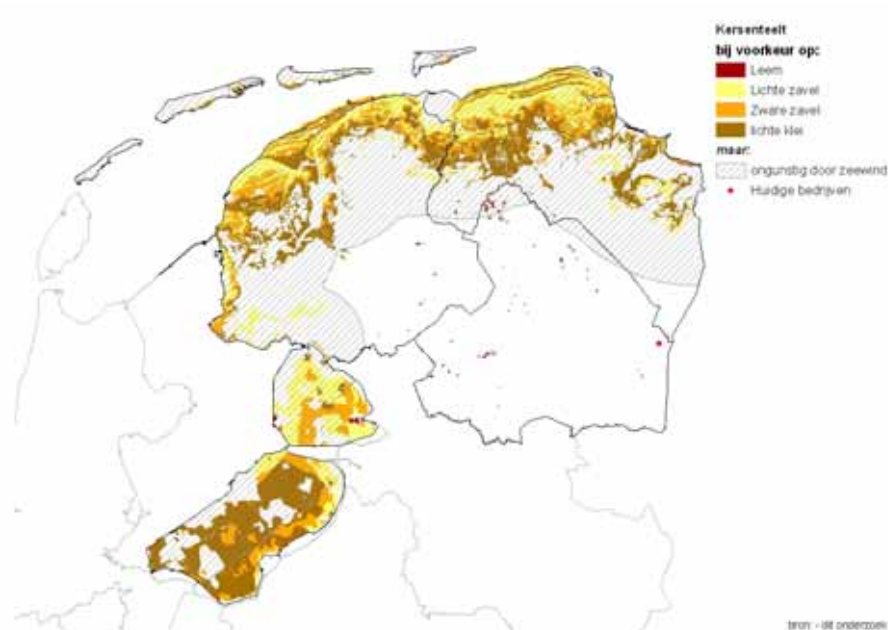 Kersenteelt
bij voorkeur op:
Leem
Lichte zavel
Zware zavel
lichte klei
maar:
ongunstig door zeewind
Huidige bedrijven
bron: - dit onderzoek